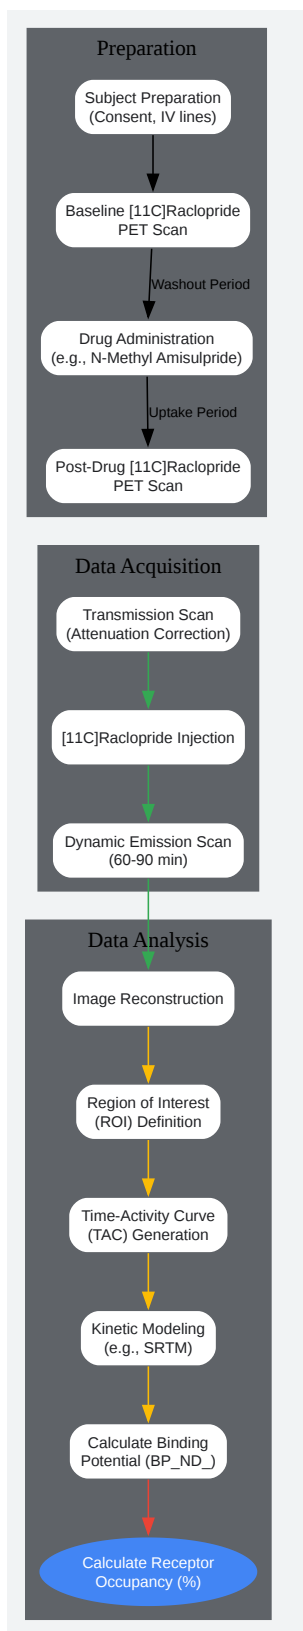 Preparation
Subject Preparation
(Consent, IV lines)
Baseline [11C]Raclopride
PET Scan
Washout Period
Drug Administration
(e.g., N-Methyl Amisulpride)
Uptake Period
Post-Drug [11C]Raclopride
PET Scan
Data Acquisition
Transmission Scan
(Attenuation Correction)
[11C]Raclopride Injection
Dynamic Emission Scan
(60-90 min)
Data Analysis
Image Reconstruction
Region of Interest
(ROI) Definition
Time-Activity Curve
(TAC) Generation
Kinetic Modeling
(e.g., SRTM)
Calculate Binding
Potential (BP_ND_)
Calculate Receptor
Occupancy (%)